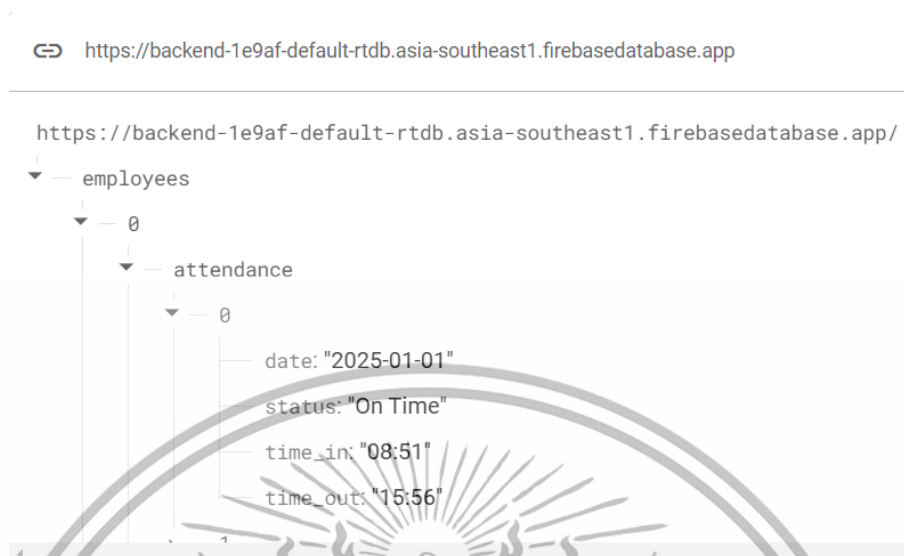 https://backend-1e9af-default-rtdb.asia-southeast1.firebasedatabase.app
https://backend-1e9af-default-rtdb.asia-southeast1.firebasedatabase.app/
employees
0
attendance
0
date: "2025-01-01"
status: "On Time"
time_in: "08:51"
time_out: "15:56"
1